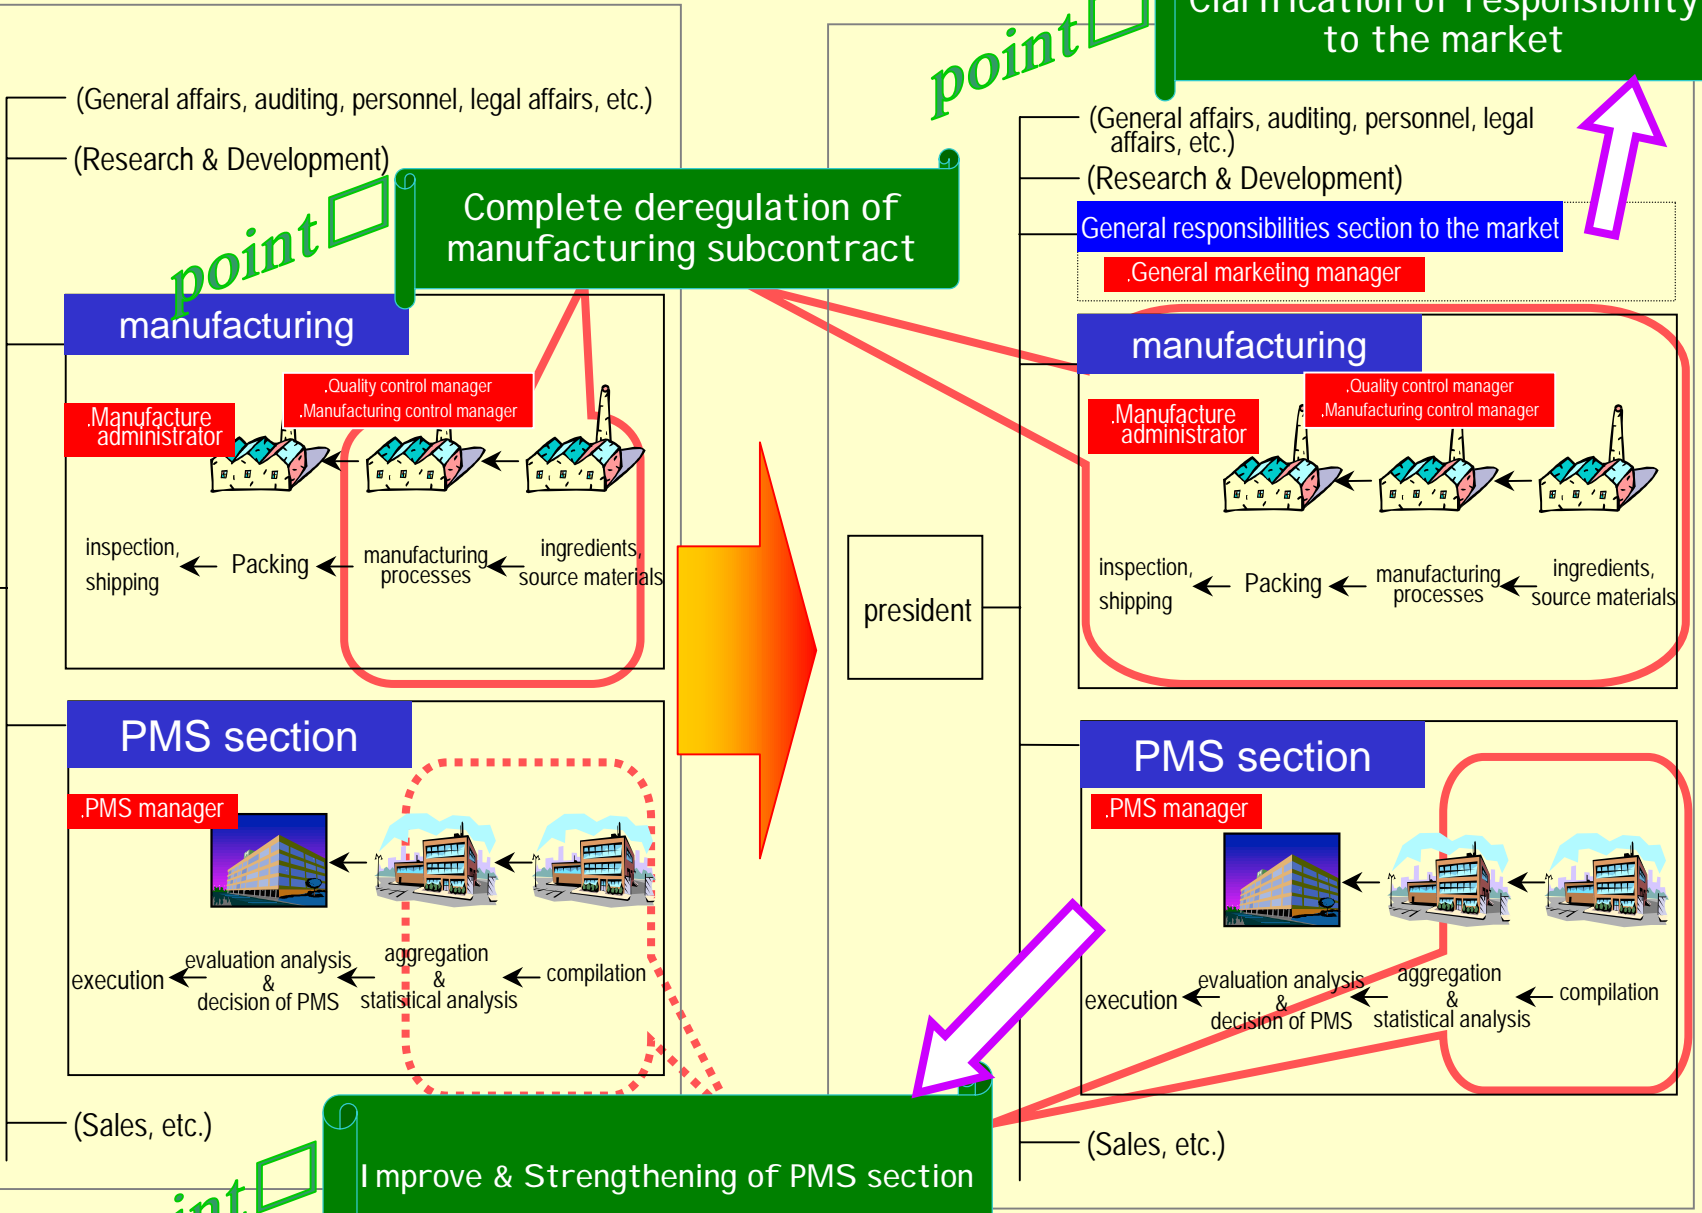 Clarification of responsibility
to the market
point
(General affairs, auditing, personnel, legal affairs, etc.)
(Research & Development)
point
Complete deregulation of
manufacturing subcontract
manufacturing
.Quality control manager
.Manufacturing control manager
.Manufacture
administrator
inspection,
shipping
Packing
manufacturing
processes
ingredients,
source materials
PMS section
.PMS manager
execution
evaluation analysis
&
decision of PMS
aggregation
&
statistical analysis
compilation
(Sales, etc.)
Improve & Strengthening of PMS section
president
(General affairs, auditing, personnel, legal
affairs, etc.)
(Research & Development)
General responsibilities section to the market
.General marketing manager
manufacturing
.Quality control manager
.Manufacturing control manager
.Manufacture
administrator
inspection,
shipping
Packing
manufacturing
processes
ingredients,
source materials
PMS section
.PMS manager
execution
evaluation analysis
&
decision of PMS
aggregation
&
statistical analysis
compilation
(Sales, etc.)